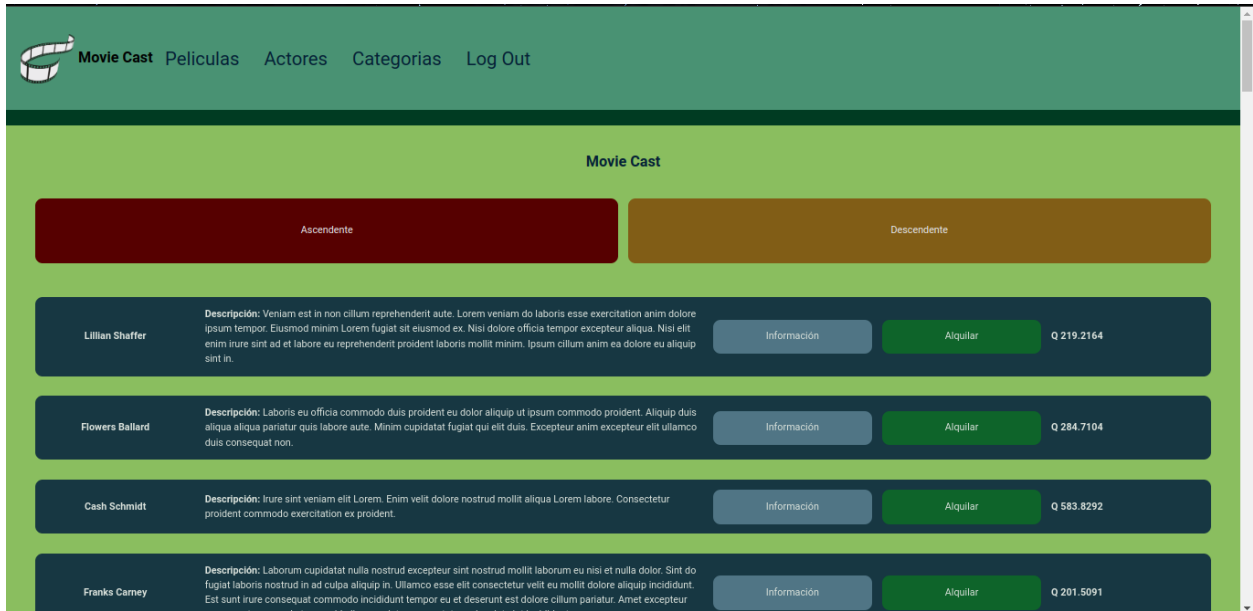 Movie Cast Peliculas Actores Categorias Log Out
Movie Cast
Ascendente Descendente
Lillian Shaffer
Descripción: Veniam est in non cillum reprehenderit aute. Lorem veniam do laboris esse exercitation anim dolore
ipsum tempor. Eiusmod minim Lorem fugiat sit eiusmod ex. Nisi dolore officia tempor excepteur aliqua. Nisi elit
enim irure sint ad et labore eu reprehenderit proident laboris mollit minim. Ipsum cillum anim ea dolore eu aliquip
sint in.
Información Alquilar Q 219.2164
Flowers Ballard
Descripción: Laboris eu officia commodo duis proident eu dolor aliquip ut ipsum commodo proident. Aliquip duis
aliqua aliqua pariatur quis labore aute. Minim cupidatat fugiat qui elit duis. Excepteur anim excepteur elit ullamco
duis consequat non.
Información Alquilar Q 284.7104
Cash Schmidt
Descripción: Irure sint veniam elit Lorem. Enim velit dolore nostrud mollit aliqua Lorem labore. Consectetur
proident commodo exercitation ex proident.
Información Alquilar Q 583.8292
Franks Carney
Descripción: Laborum cupidatat nulla nostrud excepteur sint nostrud mollit laborum eu nisi et nulla dolor. Sint do
fugiat laboris nostrud in ad culpa aliquip in. Ullamco esse elit consectetur velit eu mollit dolore aliquip incididunt.
Est sunt irure consequat commodo incididunt tempor eu et deserunt est dolore cillum pariatur. Amet excepteur
Información Alquilar Q 201.5091